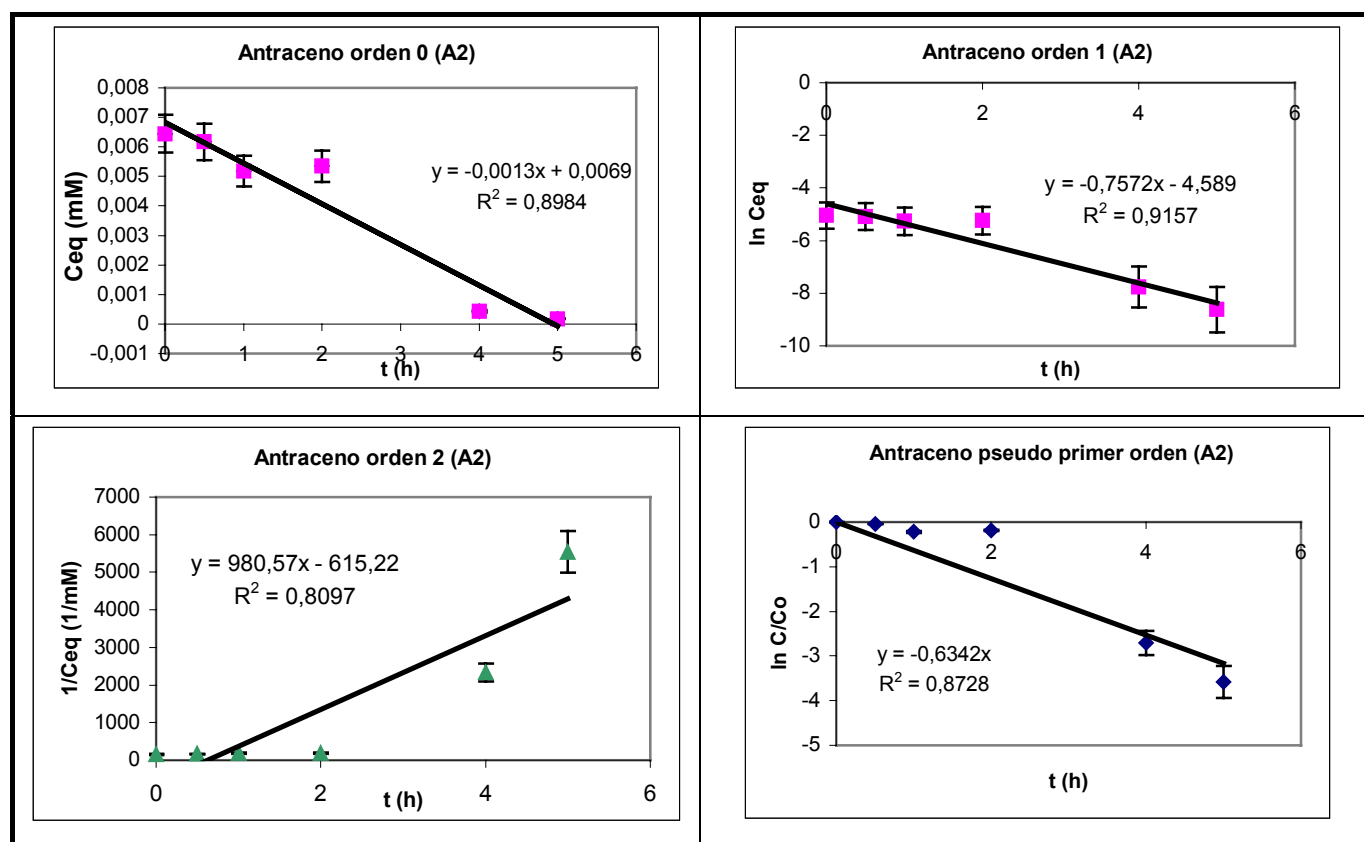 Antraceno orden 0 (A2)
0,008
0,007
0,006
0,005
0,004
0,003
0,002
0,001
0
-0,001
0 1 2 3 4 5 6
Ceq (mM)
t (h)
y = -0,0013x + 0,0069
R² = 0,8984
Antraceno orden 1 (A2)
0
-2
-4
-6
-8
-10
0 2 4 6
ln Ceq
t (h)
y = -0,7572x - 4,589
R² = 0,9157
Antraceno orden 2 (A2)
7000
6000
5000
4000
3000
2000
1000
0
0 2 4 6
1/Ceq (1/mM)
t (h)
y = 980,57x - 615,22
R² = 0,8097
Antraceno pseudo primer orden (A2)
0
-1
-2
-3
-4
-5
0 2 4 6
ln C/Co
t (h)
y = -0,6342x
R² = 0,8728